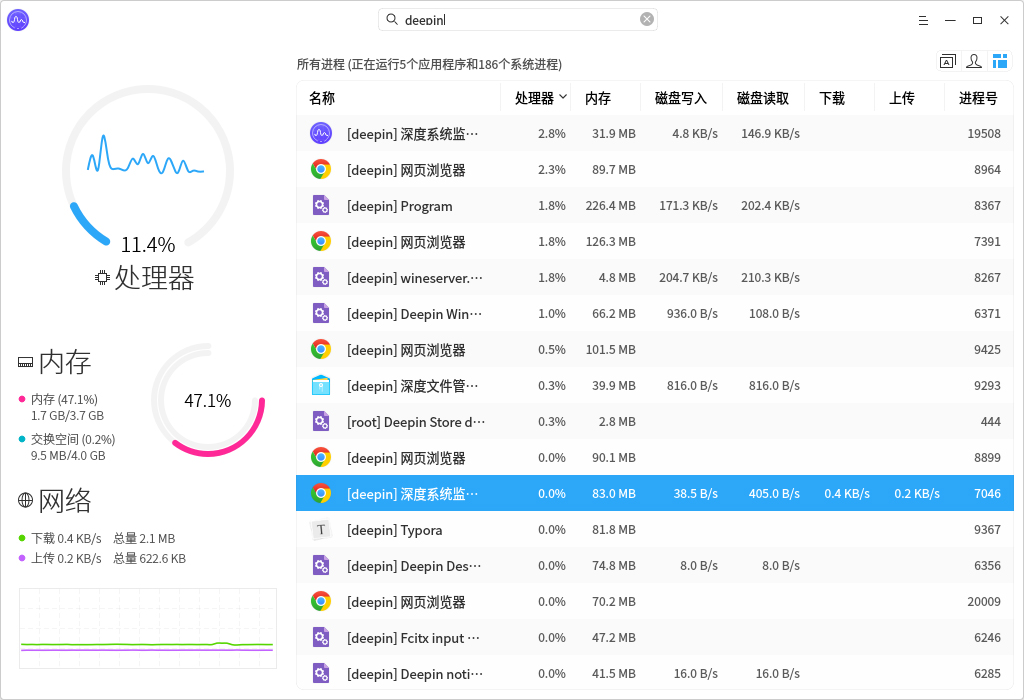 deepin
所有进程 (正在运行5个应用程序和186个系统进程)
A
11.4%
处理器
内存
内存 (47.1%)
1.7 GB/3.7 GB
交换空间 (0.2%)
9.5 MB/4.0 GB
47.1%
网络
下载 0.4 KB/s 总量 2.1 MB
上传 0.2 KB/s 总量 622.6 KB
名称 处理器 内存 磁盘写入 磁盘读取 下载 上传 进程号
[deepin] 深度系统监··· 2.8% 31.9 MB 4.8 KB/s 146.9 KB/s 19508
[deepin] 网页浏览器 2.3% 89.7 MB 8964
[deepin] Program 1.8% 226.4 MB 171.3 KB/s 202.4 KB/s 8367
[deepin] 网页浏览器 1.8% 126.3 MB 7391
[deepin] wineserver.··· 1.8% 4.8 MB 204.7 KB/s 210.3 KB/s 8267
[deepin] Deepin Win··· 1.0% 66.2 MB 936.0 B/s 108.0 B/s 6371
[deepin] 网页浏览器 0.5% 101.5 MB 9425
[deepin] 深度文件管··· 0.3% 39.9 MB 816.0 B/s 816.0 B/s 9293
[root] Deepin Store d··· 0.3% 2.8 MB 444
[deepin] 网页浏览器 0.0% 90.1 MB 8899
[deepin] 深度系统监··· 0.0% 83.0 MB 38.5 B/s 405.0 B/s 0.4 KB/s 0.2 KB/s 7046
T [deepin] Typora 0.0% 81.8 MB 9367
[deepin] Deepin Des··· 0.0% 74.8 MB 8.0 B/s 8.0 B/s 6356
[deepin] 网页浏览器 0.0% 70.2 MB 20009
[deepin] Fcitx input ··· 0.0% 47.2 MB 6246
[deepin] Deepin noti··· 0.0% 41.5 MB 16.0 B/s 16.0 B/s 6285